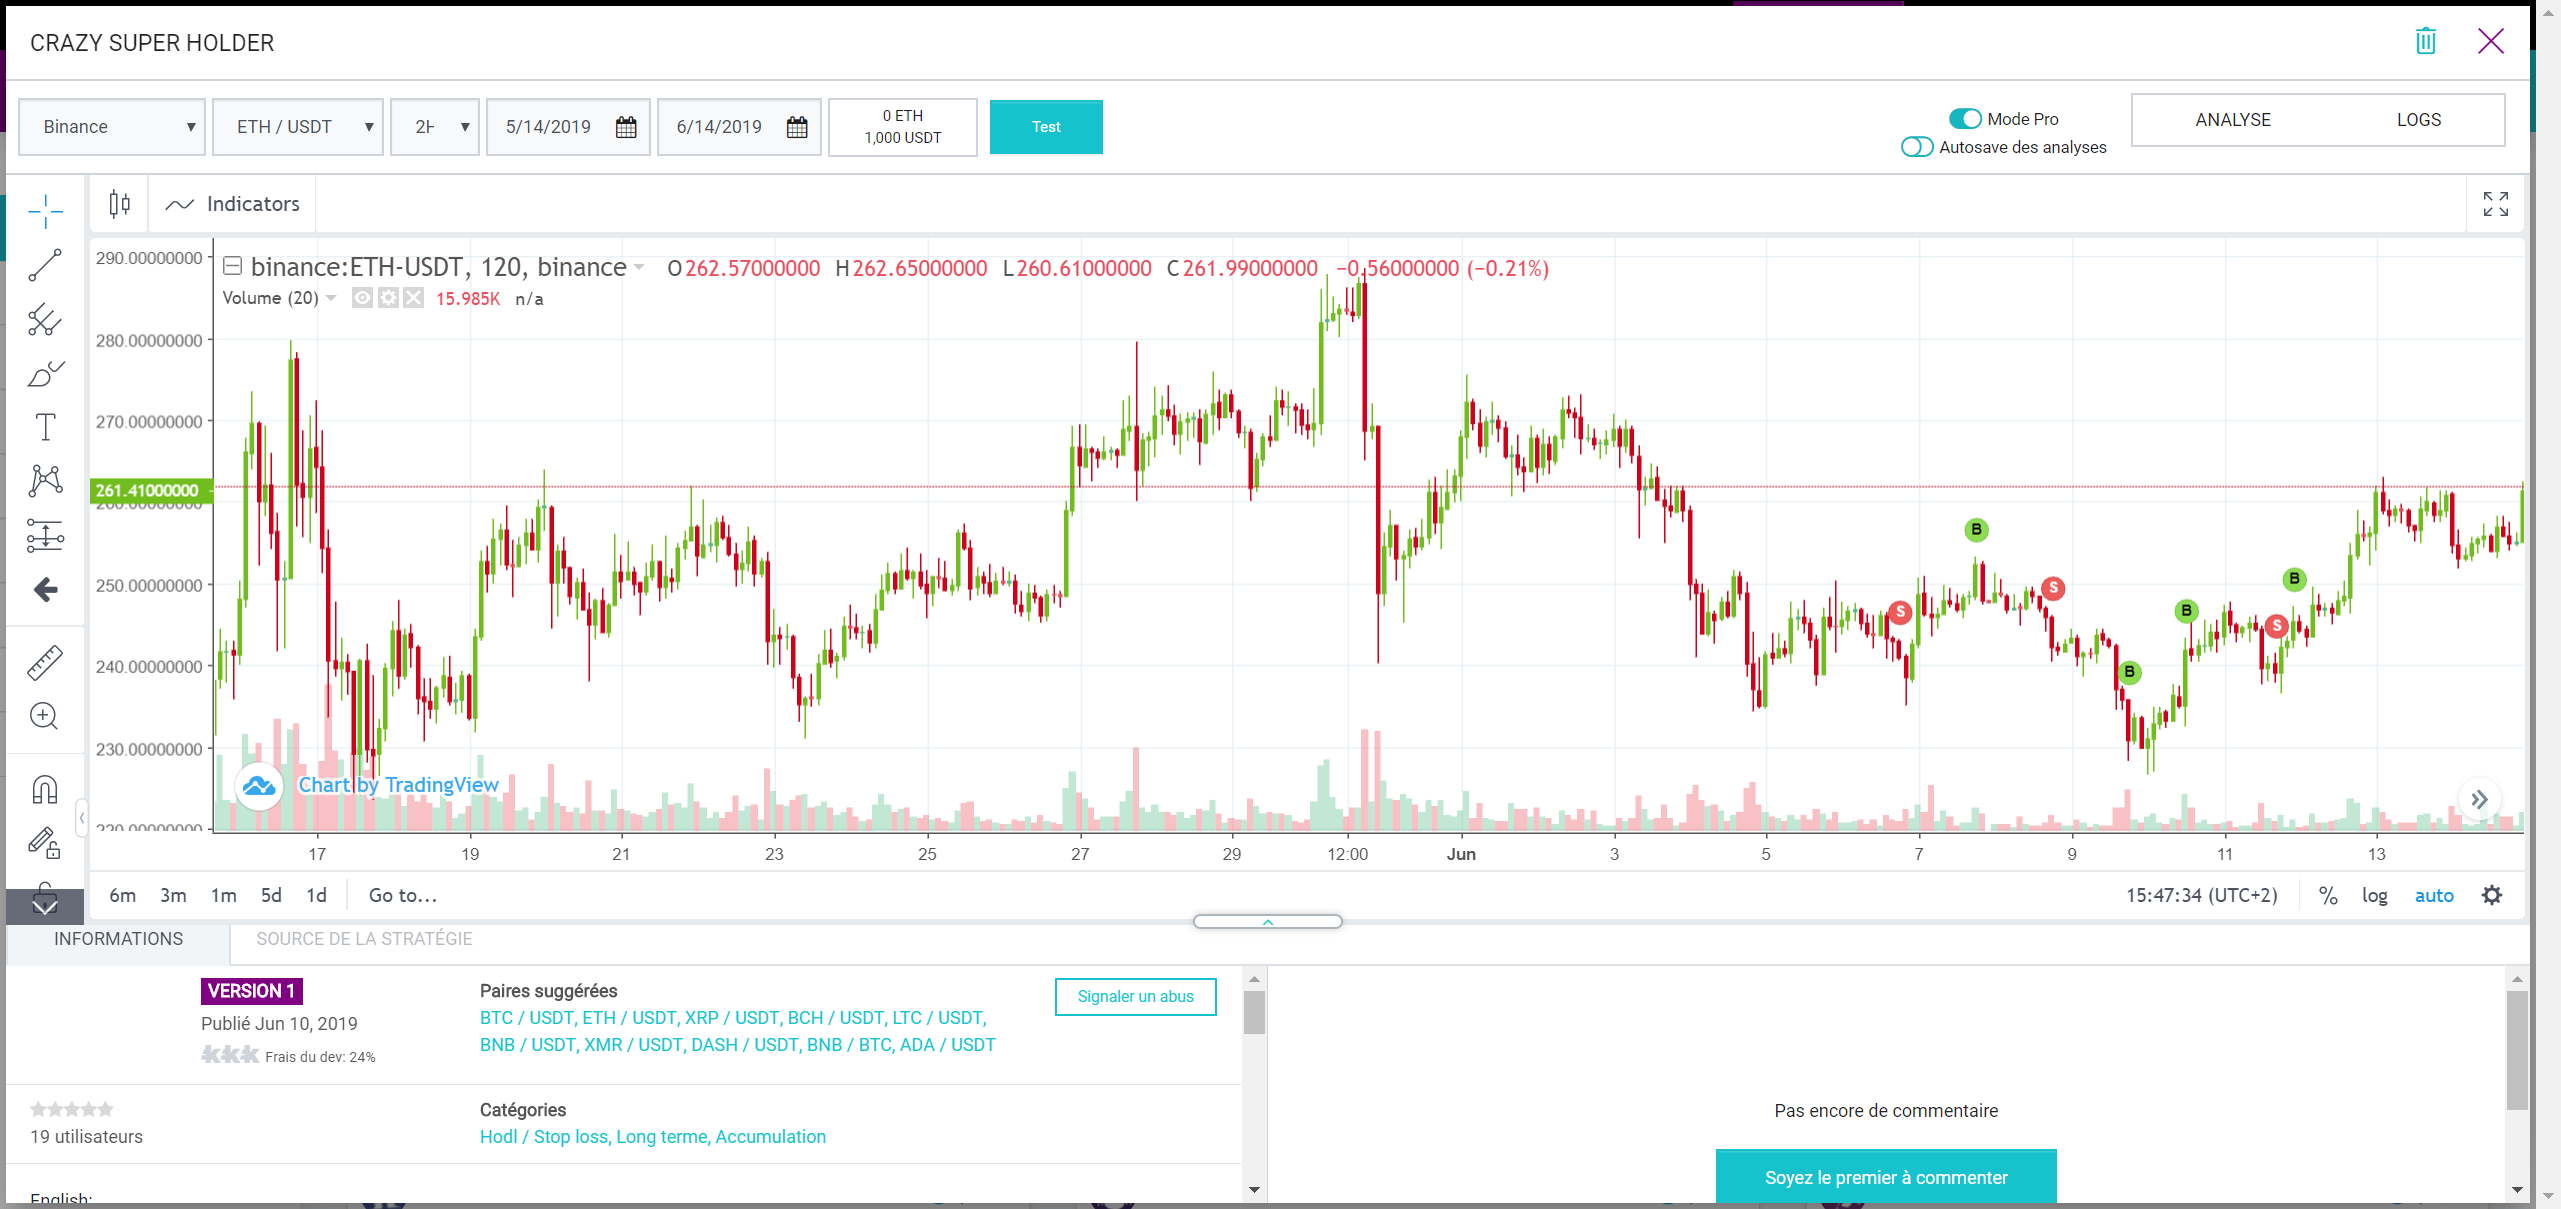 CRAZY SUPER HOLDER
Binance
ETH / USDT
2H
5/14/2019
6/14/2019
0 ETH
1,000 USDT
Test
Mode Pro
Autosave des analyses
ANALYSE
LOGS
Indicators
binance:ETH-USDT, 120, binance
O262.57000000 H262.65000000 L260.61000000 C261.99000000 −0.56000000 (−0.21%)
Volume (20) 15.985K n/a
290.00000000
280.00000000
270.00000000
261.41000000
260.00000000
250.00000000
240.00000000
230.00000000
220.00000000
S
B
S
B
B
S
B
Chart by TradingView
17 19 21 23 25 27 29 12:00 Jun 3 5 7 9 11 13
6m 3m 1m 5d 1d Go to...
15:47:34 (UTC+2) % log auto
INFORMATIONS
SOURCE DE LA STRATÉGIE
VERSION 1
Publié Jun 10, 2019
Frais du dev: 24%
Paires suggérées
BTC / USDT, ETH / USDT, XRP / USDT, BCH / USDT, LTC / USDT,
BNB / USDT, XMR / USDT, DASH / USDT, BNB / BTC, ADA / USDT
Signaler un abus
19 utilisateurs
Catégories
Hodl / Stop loss, Long terme, Accumulation
English:
Pas encore de commentaire
Soyez le premier à commenter